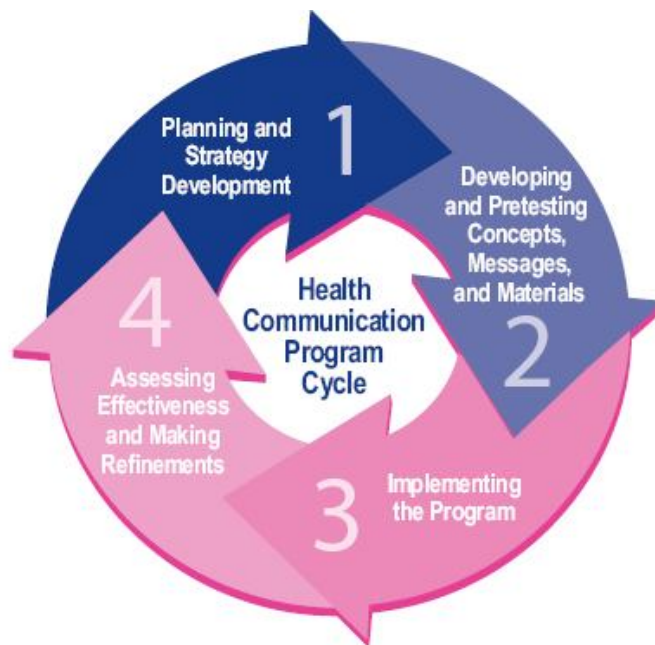 1
Planning and
Strategy
Development
2
Developing
and Pretesting
Concepts,
Messages,
and Materials
3
Implementing
the Program
4
Assessing
Effectiveness
and Making
Refinements
Health
Communication
Program
Cycle